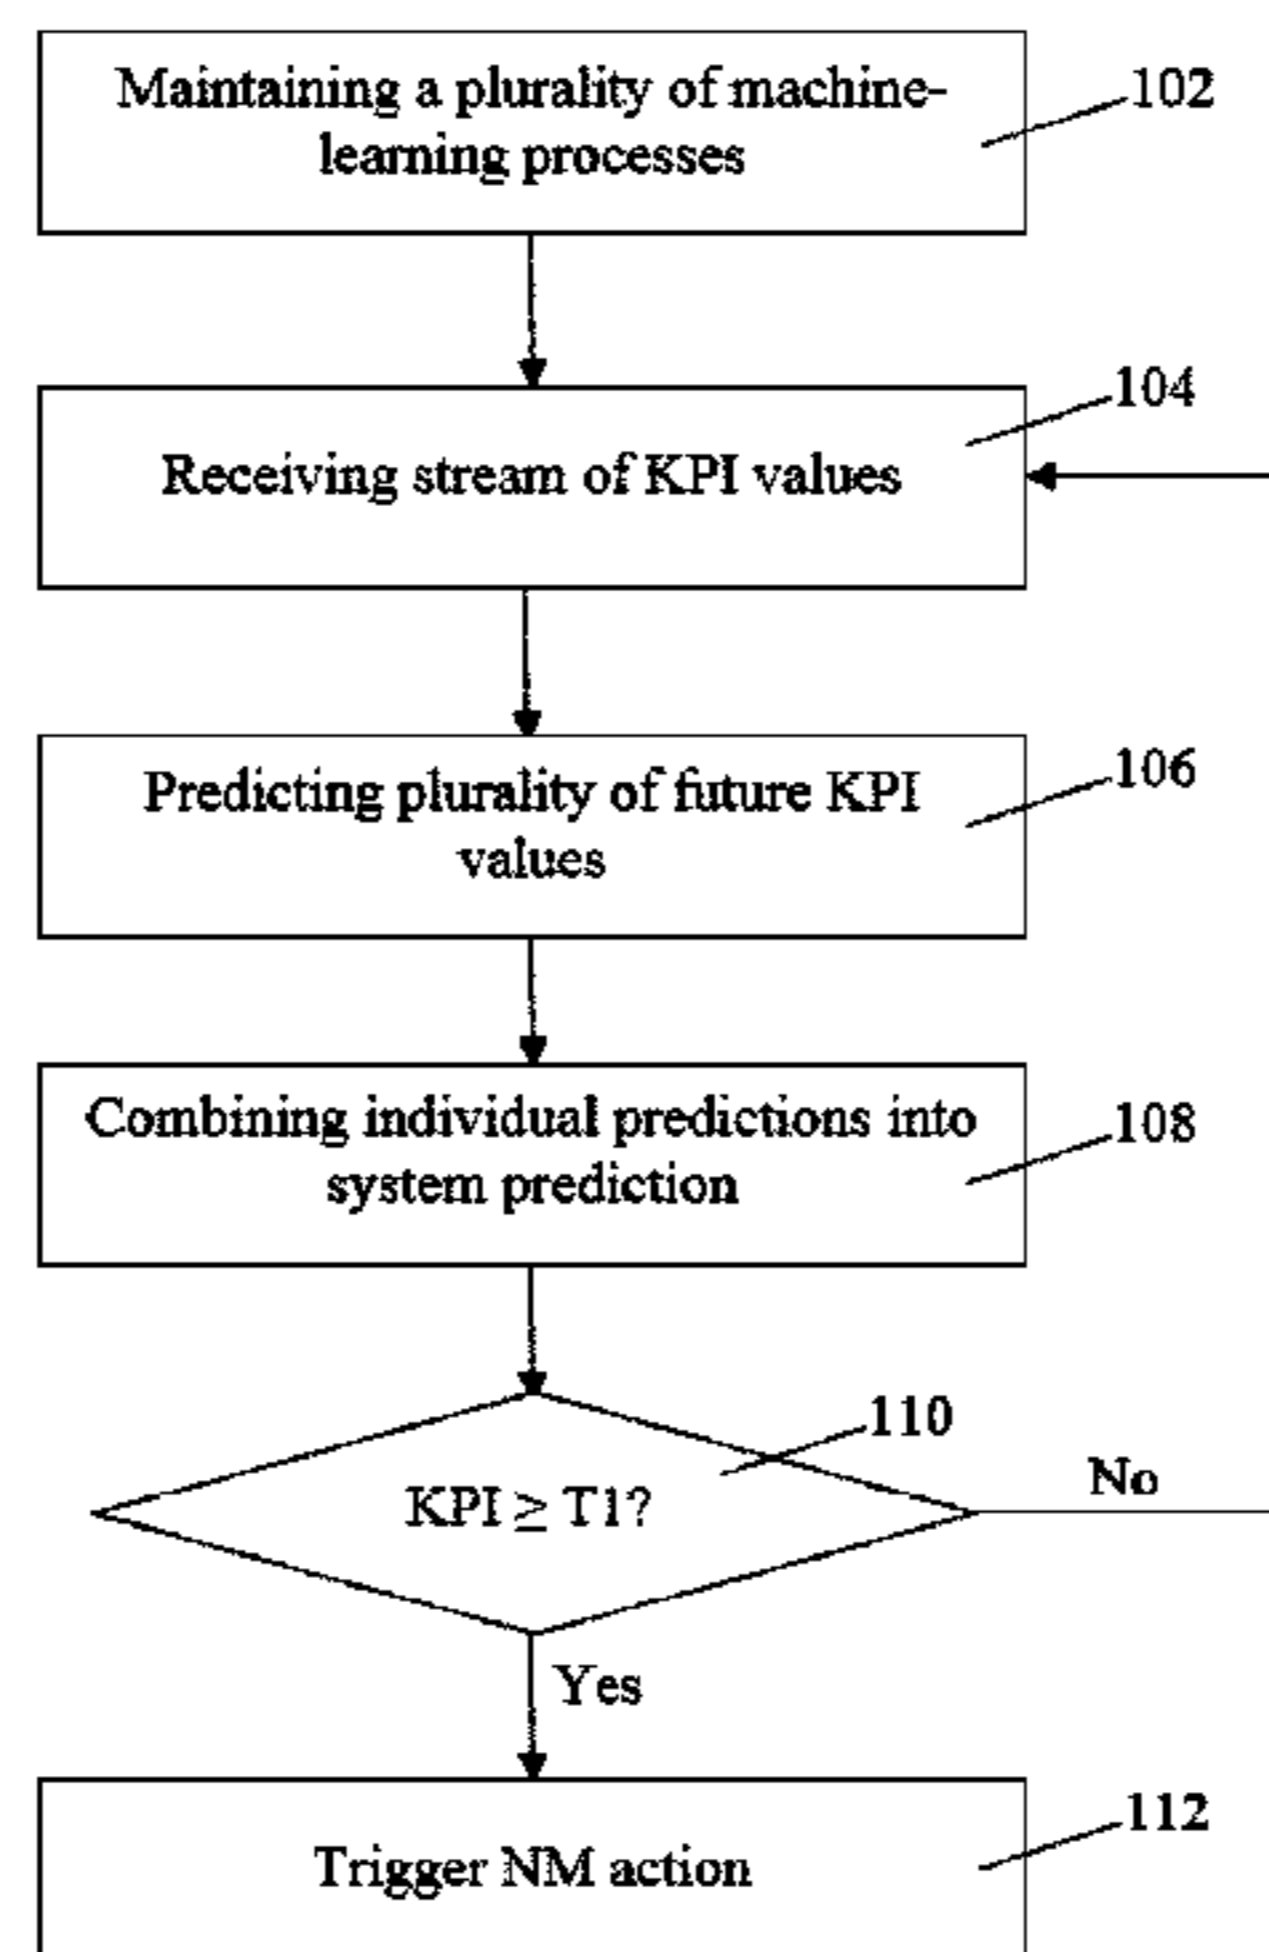 Maintaining a plurality of machine-
102
learning processes
104
Receiving stream of KPI values
106
Predicting plurality of future KPI
values
Combining individual predictions into
108
system prediction
110
KPI ≥ T1?
No
Yes
112
Trigger NM action